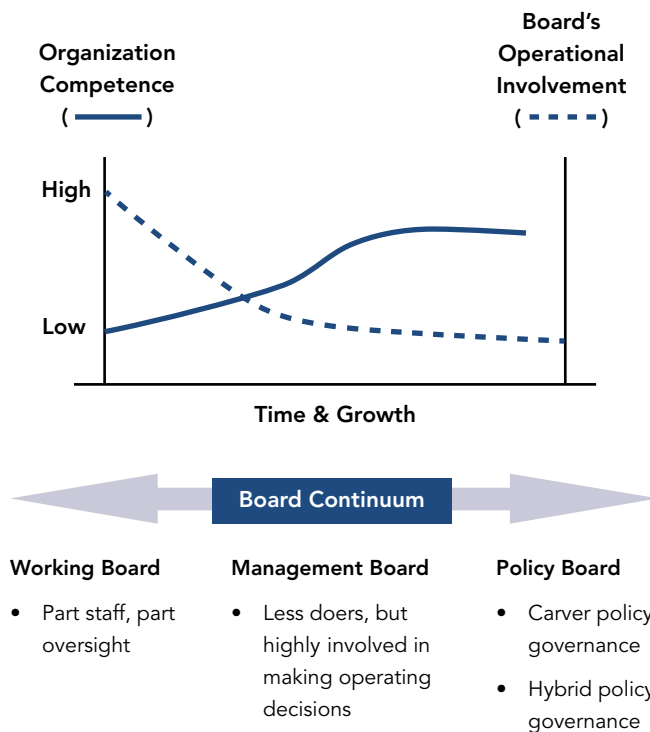 Organization
Competence
( )
Board's
Operational
Involvement
( )
High
Low
Time & Growth
Board Continuum
Working Board
• Part staff, part
oversight
Management Board
• Less doers, but
highly involved in
making operating
decisions
Policy Board
• Carver policy
governance
• Hybrid policy
governance